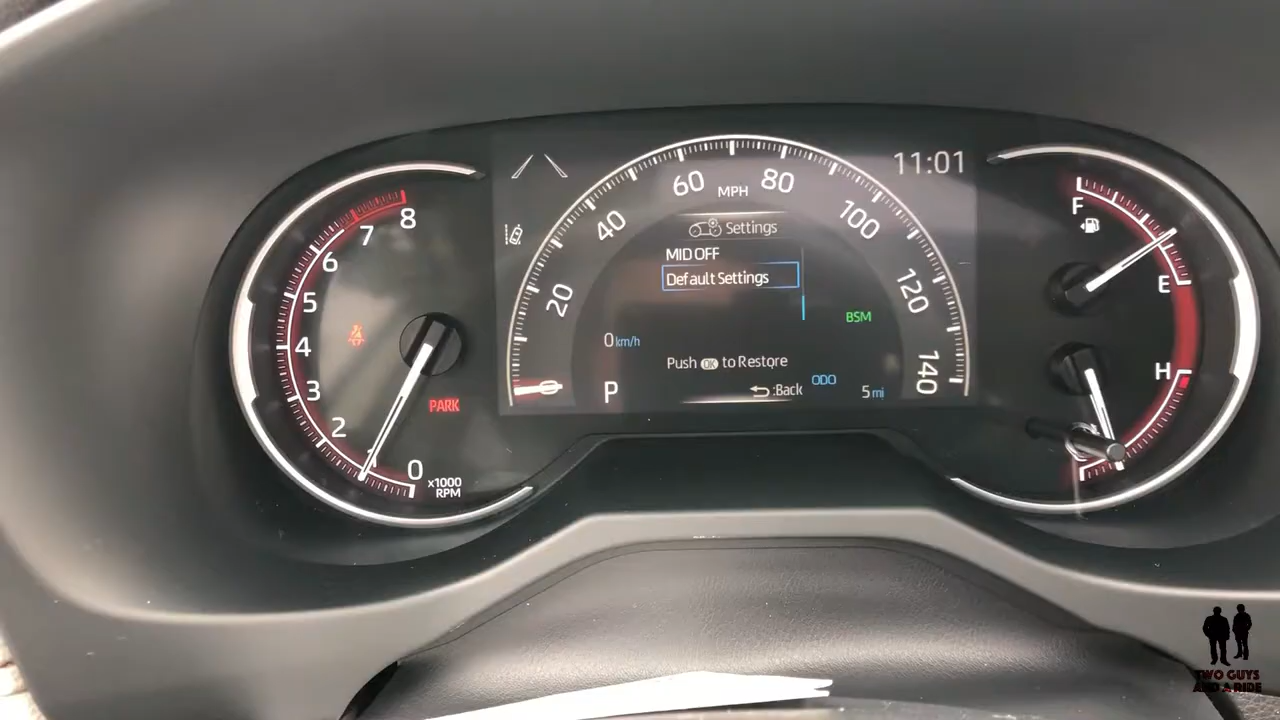 8
7
6
5
4
3
2
1
0
x1000
RPM
PARK
11:01
60 MPH 80
40 100
20 120
140
0
Settings
MID OFF
Default Settings
BSM
0 km/h
Push OK to Restore
P
:Back
ODO
5 mi
F
E
H
C
TWO GUYS
AND A RIDE